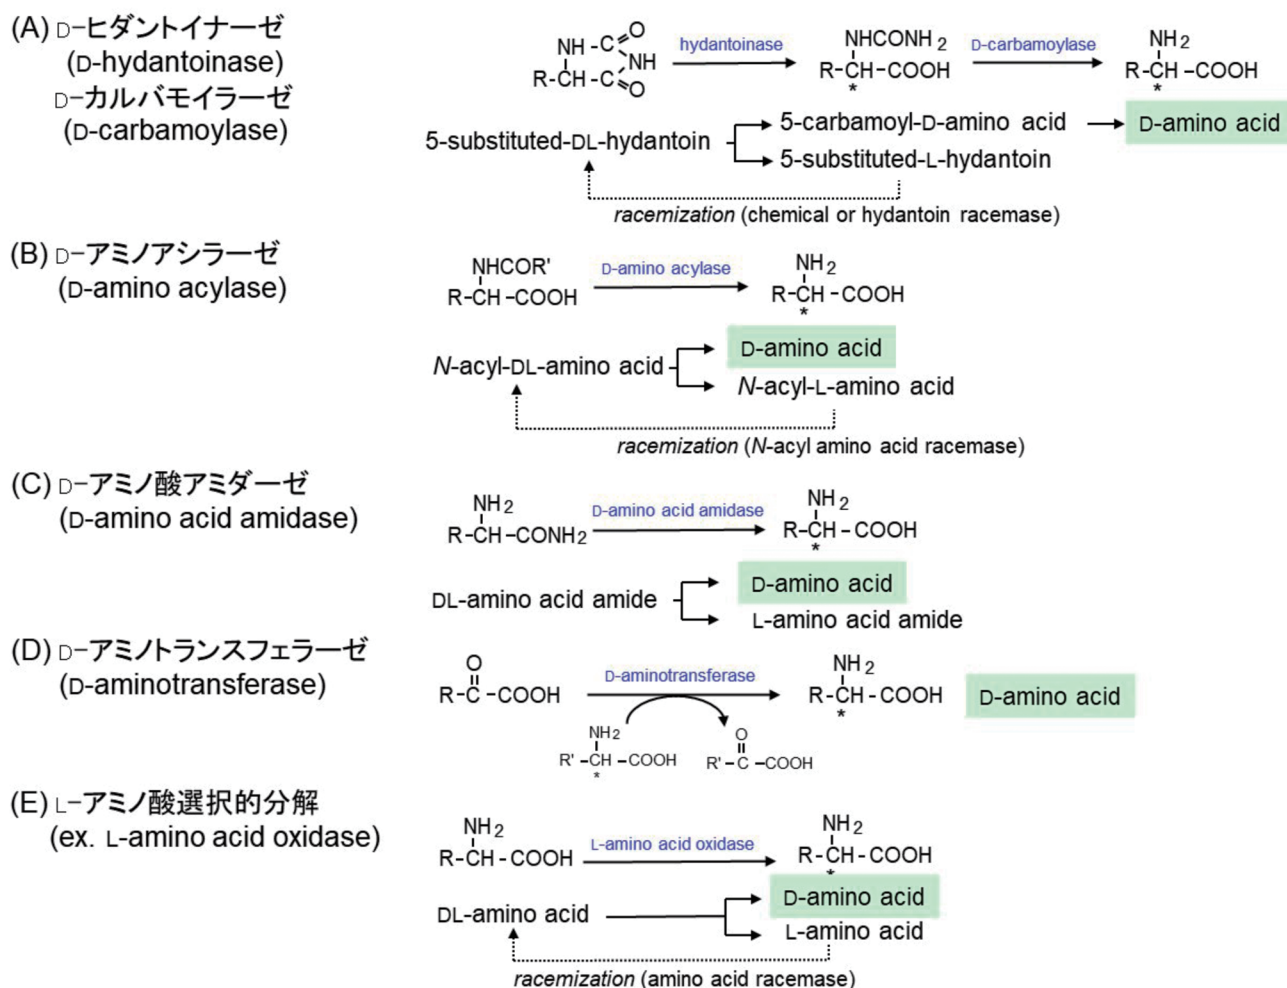 (A) D-ヒダントイナーゼ
(D-hydantoinase)
D-カルバモイラーゼ
(D-carbamoylase)
NH-C=O
R-CH-C=O
NH
hydantoinase
NHCONH2
R-CH-COOH
*
D-carbamoylase
NH2
R-CH-COOH
*
5-substituted-DL-hydantoin
5-carbamoyl-D-amino acid
D-amino acid
5-substituted-L-hydantoin
racemization (chemical or hydantoin racemase)
(B) D-アミノアシラーゼ
(D-amino acylase)
NHCOR'
R-CH-COOH
D-amino acylase
NH2
R-CH-COOH
*
N-acyl-DL-amino acid
D-amino acid
N-acyl-L-amino acid
racemization (N-acyl amino acid racemase)
(C) D-アミノ酸アミダーゼ
(D-amino acid amidase)
NH2
R-CH-CONH2
D-amino acid amidase
NH2
R-CH-COOH
*
DL-amino acid amide
D-amino acid
L-amino acid amide
(D) D-アミノトランスフェラーゼ
(D-aminotransferase)
O
R-C-COOH
D-aminotransferase
NH2
R-CH-COOH
*
D-amino acid
NH2
R'-CH-COOH
*
O
R'-C-COOH
(E) L-アミノ酸選択的分解
(ex. L-amino acid oxidase)
NH2
R-CH-COOH
L-amino acid oxidase
NH2
R-CH-COOH
*
DL-amino acid
D-amino acid
L-amino acid
racemization (amino acid racemase)